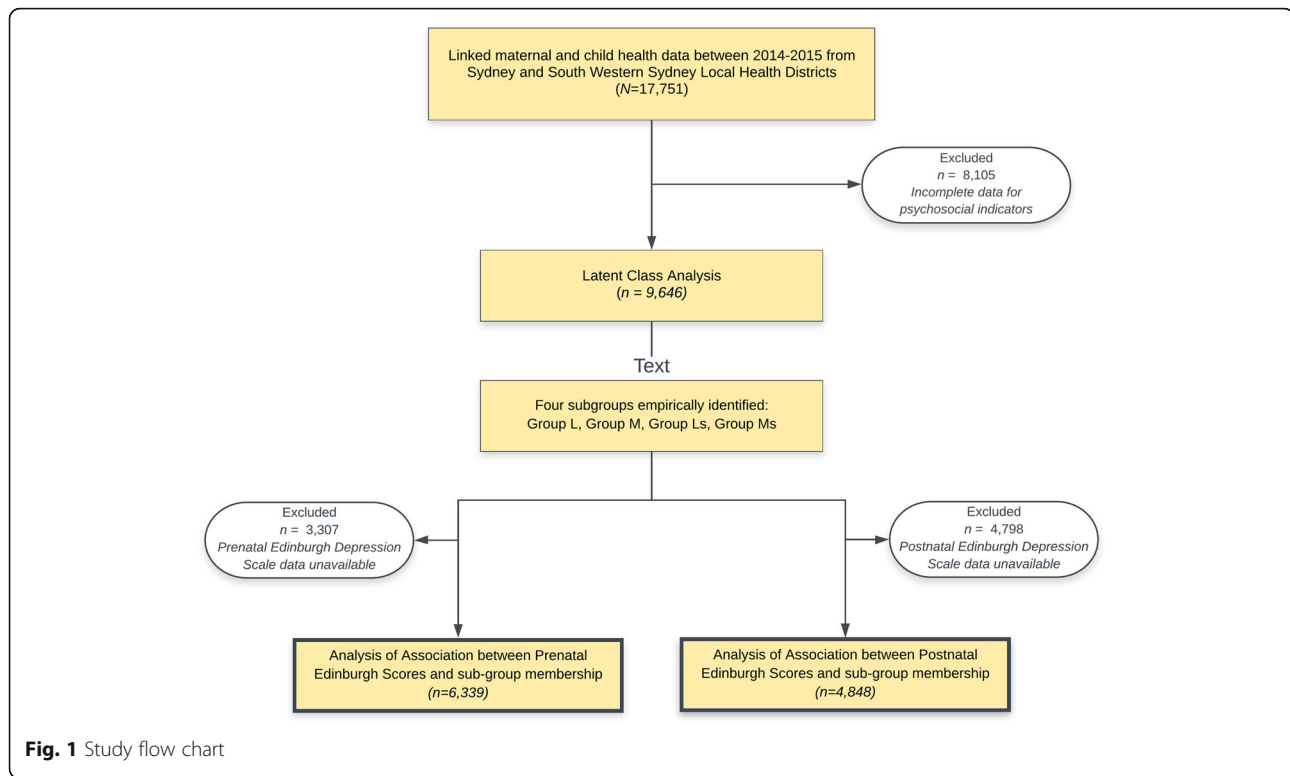 Linked maternal and child health data between 2014-2015 from
Sydney and South Western Sydney Local Health Districts
(N=17,751)
Excluded
n = 8,105
Incomplete data for
psychosocial indicators
Latent Class Analysis
(n = 9,646)
Text
Four subgroups empirically identified:
Group L, Group M, Group Ls, Group Ms
Excluded
n = 3,307
Prenatal Edinburgh Depression
Scale data unavailable
Excluded
n = 4,798
Postnatal Edinburgh Depression
Scale data unavailable
Analysis of Association between Prenatal
Edinburgh Scores and sub-group membership
(n=6,339)
Analysis of Association between Postnatal
Edinburgh Scores and sub-group membership
(n=4,848)
Fig. 1 Study flow chart